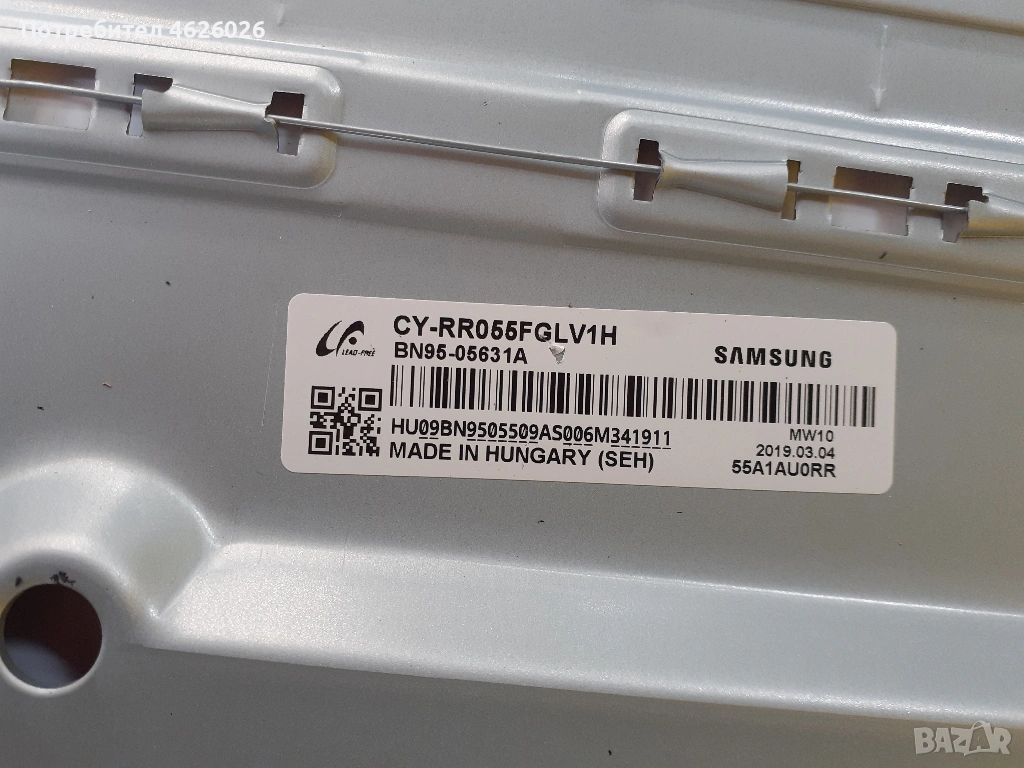 Потребител 4626026
CY-RR055FGLV1H
BN95-05631A
LEAD-FREE
SAMSUNG
HU09BN9505509AS006M341911
MADE IN HUNGARY (SEH)
MW10
2019.03.04
55A1AU0RR
BAZAR